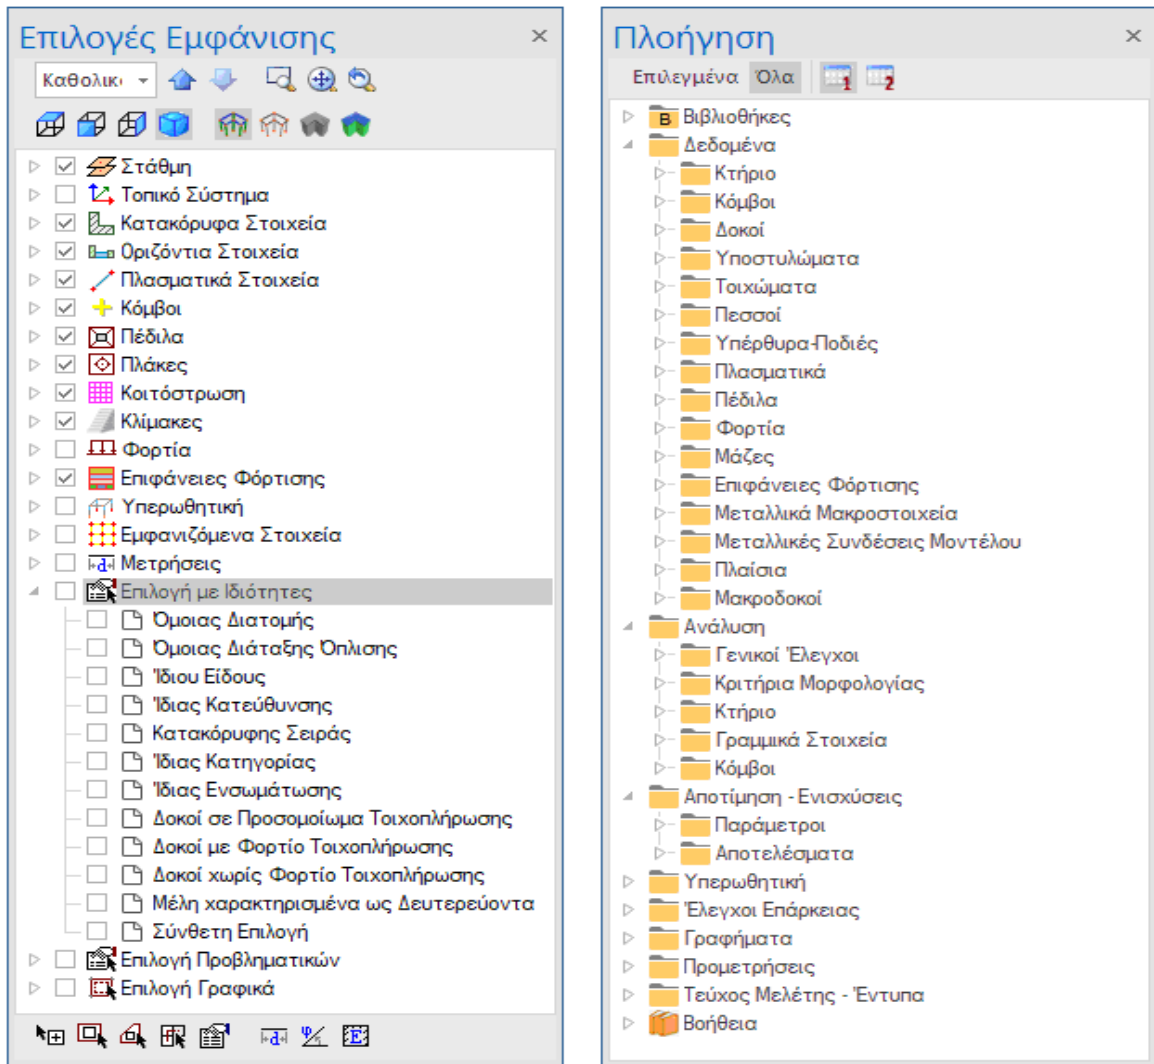 Επιλογές Εμφάνισης
Καθολικ
Στάθμη
Τοπικό Σύστημα
Κατακόρυφα Στοιχεία
Οριζόντια Στοιχεία
Πλασματικά Στοιχεία
Κόμβοι
Πέδιλα
Πλάκες
Κοιτόστρωση
Κλίμακες
Φορτία
Επιφάνειες Φόρτισης
Υπερωθητική
Εμφανιζόμενα Στοιχεία
Μετρήσεις
Επιλογή με Ιδιότητες
Όμοιας Διατομής
Όμοιας Διάταξης Όπλισης
Ίδιου Είδους
Ίδιας Κατεύθυνσης
Κατακόρυφης Σειράς
Ίδιας Κατηγορίας
Ίδιας Ενσωμάτωσης
Δοκοί σε Προσομοίωμα Τοιχοπλήρωσης
Δοκοί με Φορτίο Τοιχοπλήρωσης
Δοκοί χωρίς Φορτίο Τοιχοπλήρωσης
Μέλη χαρακτηρισμένα ως Δευτερεύοντα
Σύνθετη Επιλογή
Επιλογή Προβληματικών
Επιλογή Γραφικά
Πλοήγηση
Επιλεγμένα Όλα 1 2
B Βιβλιοθήκες
Δεδομένα
Κτήριο
Κόμβοι
Δοκοί
Υποστυλώματα
Τοιχώματα
Πεσσοί
Υπέρθυρα-Ποδιές
Πλασματικά
Πέδιλα
Φορτία
Μάζες
Επιφάνειες Φόρτισης
Μεταλλικά Μακροστοιχεία
Μεταλλικές Συνδέσεις Μοντέλου
Πλαίσια
Μακροδοκοί
Ανάλυση
Γενικοί Έλεγχοι
Κριτήρια Μορφολογίας
Κτήριο
Γραμμικά Στοιχεία
Κόμβοι
Αποτίμηση - Ενισχύσεις
Παράμετροι
Αποτελέσματα
Υπερωθητική
Έλεγχοι Επάρκειας
Γραφήματα
Προμετρήσεις
Τεύχος Μελέτης - Έντυπα
Βοήθεια